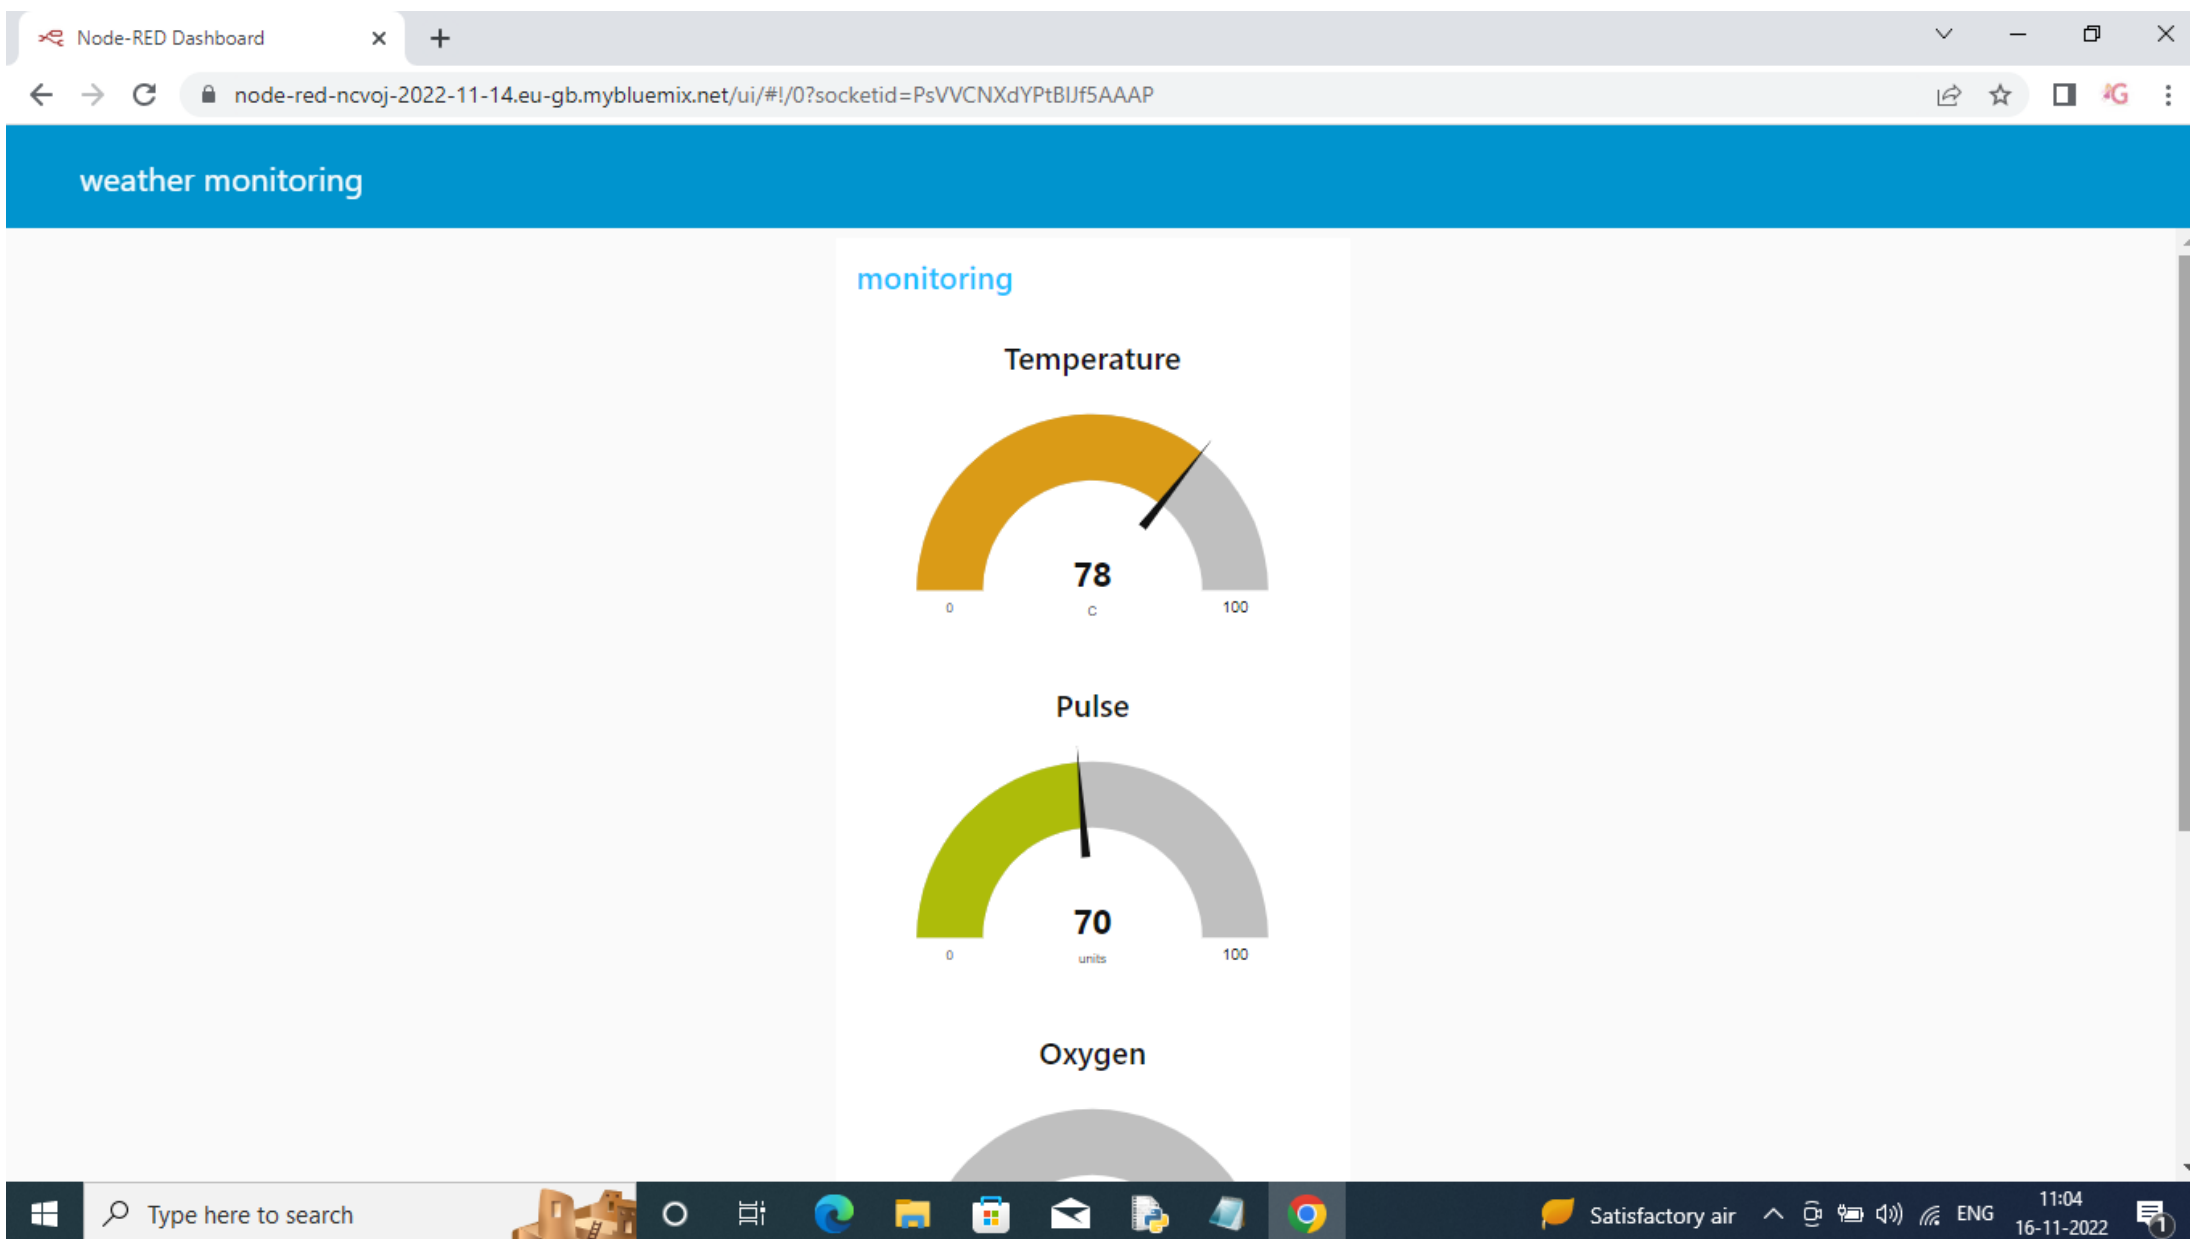 Node-RED Dashboard
node-red-ncvoj-2022-11-14.eu-gb.mybluemix.net/ui/#!/0?socketid=PsVVCNXdYPtBIJf5AAAP
weather monitoring
monitoring
Temperature
78
0 C 100
Pulse
70
0 units 100
Oxygen
Type here to search
Satisfactory air
ENG
11:04
16-11-2022
1